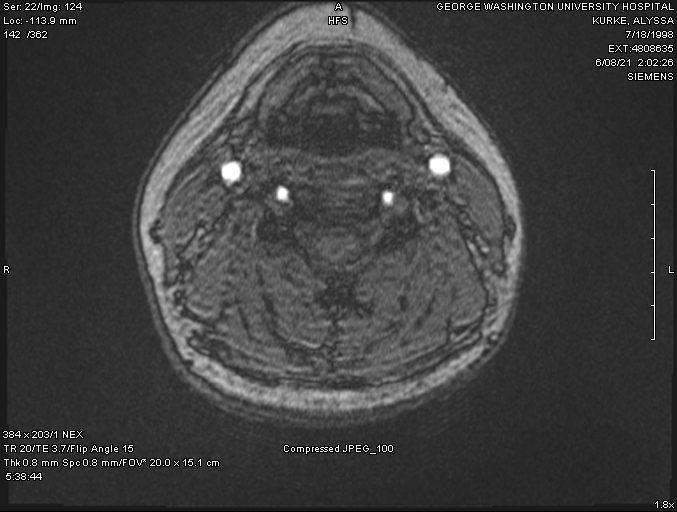 Ser: 22/Img: 124
Loc: -113.9 mm
142 /362
A
HFS
GEORGE WASHINGTON UNIVERSITY HOSPITAL
KURKE, ALYSSA
7/18/1998
EXT:4808635
6/08/21 2:02:26
SIEMENS
R
L
384 x 203/1 NEX
TR 20/TE 3.7/Flip Angle 15
Thk 0.8 mm Spc 0.8 mm/FOV* 20.0 x 15.1 cm
5:38:44
Compressed JPEG_100
1.8x